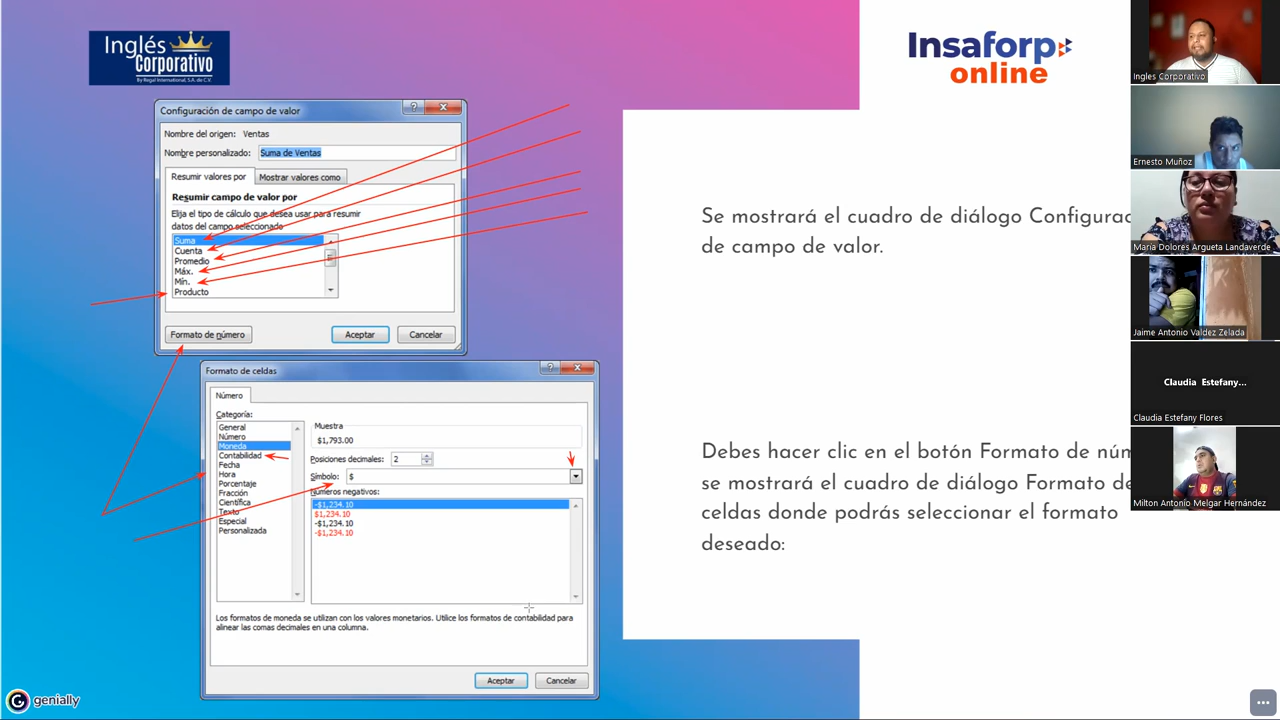 Inglés
Corporativo
By Regal International, S.A. de C.V.
Insaforp
online
Configuración de campo de valor
Nombre del origen: Ventas
Nombre personalizado: Suma de Ventas
Resumir valores por
Mostrar valores como
Resumir campo de valor por
Elija el tipo de cálculo que desea usar para resumir
datos del campo seleccionado
Suma
Cuenta
Promedio
Máx.
Mín.
Producto
Formato de número
Aceptar
Cancelar
Se mostrará el cuadro de diálogo Configurac
de campo de valor.
Formato de celdas
Número
Categoría:
General
Número
Moneda
Contabilidad
Fecha
Hora
Porcentaje
Fracción
Científica
Texto
Especial
Personalizada
Muestra
$1,793.00
Posiciones decimales: 2
Símbolo: $
Números negativos:
-$1,234.10
$1,234.10
-$1,234.10
-$1,234.10
Los formatos de moneda se utilizan con los valores monetarios. Utilice los formatos de contabilidad para
alinear las comas decimales en una columna.
Aceptar
Cancelar
Debes hacer clic en el botón Formato de núm
se mostrará el cuadro de diálogo Formato de
celdas donde podrás seleccionar el formato
deseado:
genially
Ingles Corporativo
Ernesto Muñoz
María Dolores Argueta Landaverde
Jaime Antonio Valdez Zelada
Claudia Estefany...
Claudia Estefany Flores
Milton Antonio Melgar Hernández